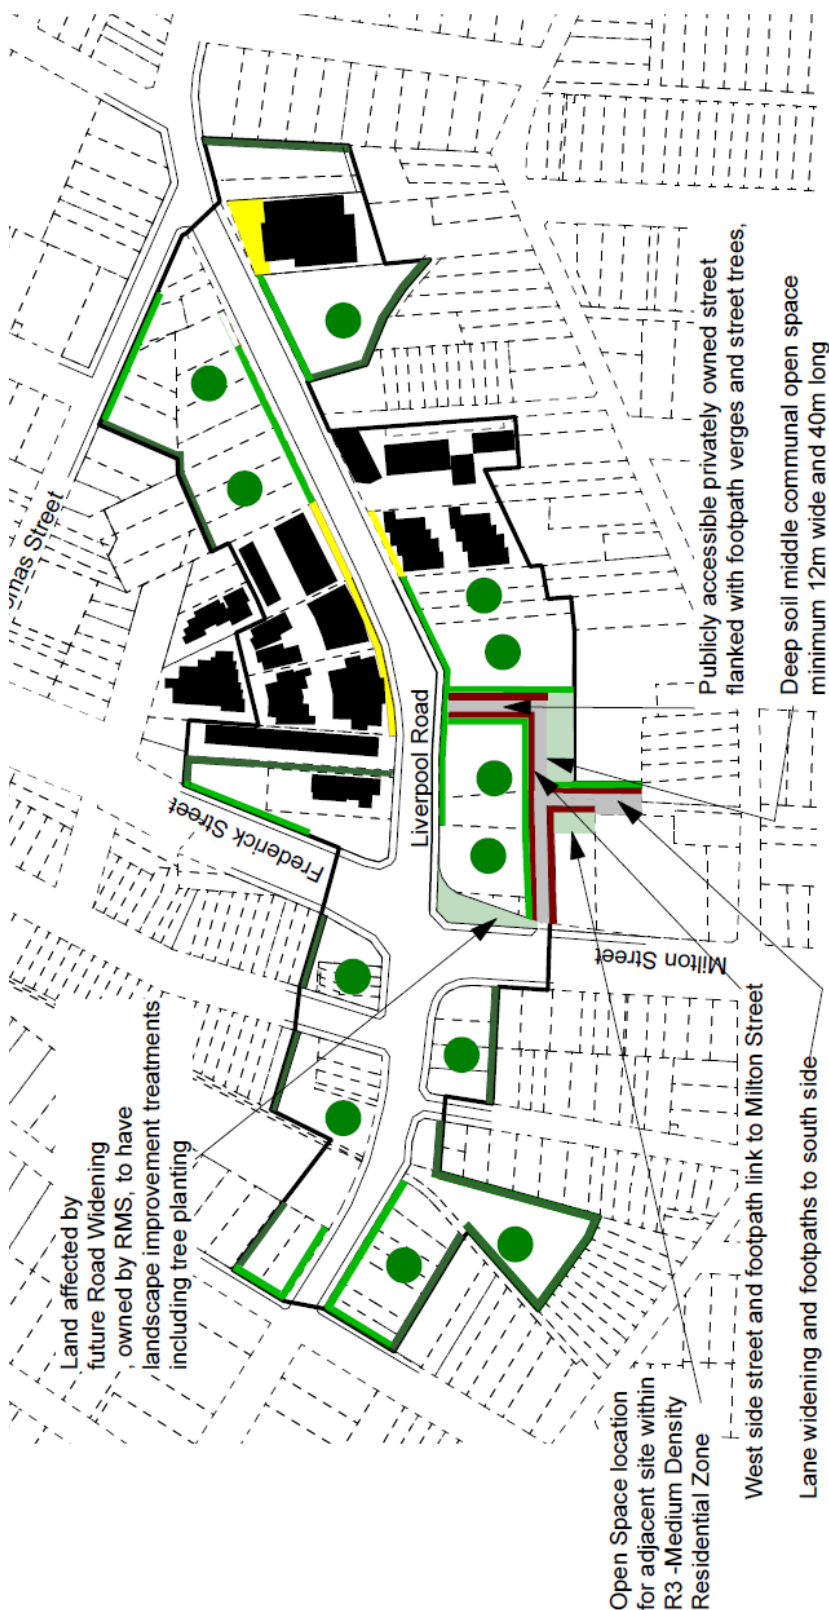 Land affected by
future Road Widening
, owned by RMS, to have
landscape improvement treatments
including tree planting
omas Street
Frederick Street
Liverpool Road
Milton Street
Publicly accessible privately owned street
flanked with footpath verges and street trees,
Deep soil middle communal open space
minimum 12m wide and 40m long
Open Space location
for adjacent site within
R3 -Medium Density
Residential Zone
West side street and footpath link to Milton Street
Lane widening and footpaths to south side